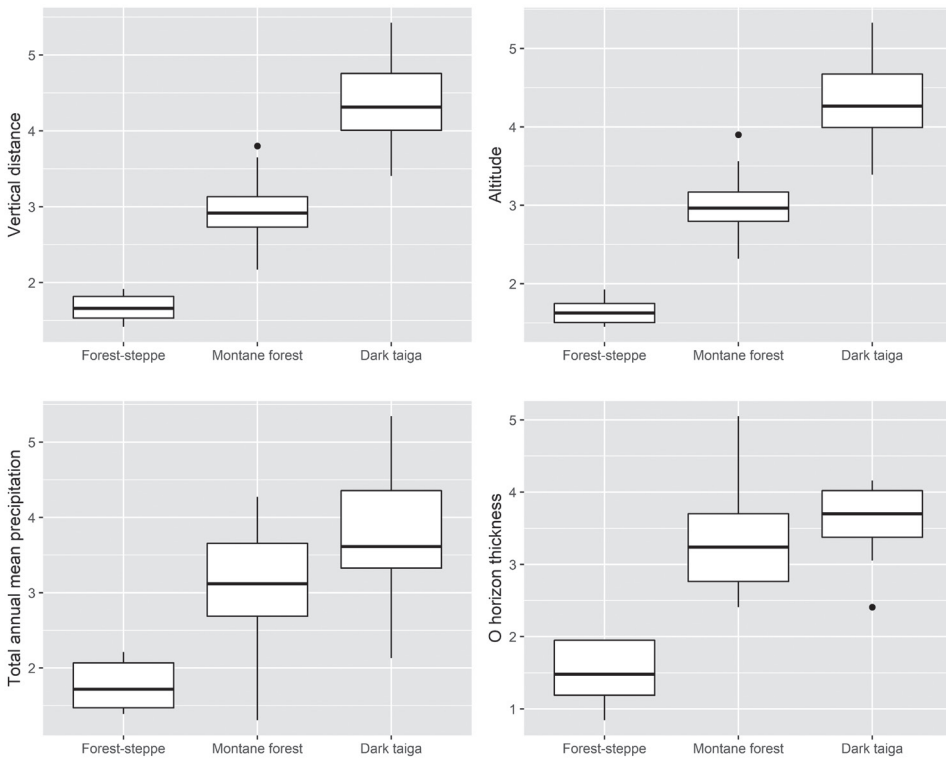 Vertical distance
5
4
3
2
Forest-steppe Montane forest Dark taiga
Altitude
5
4
3
2
Forest-steppe Montane forest Dark taiga
Total annual mean precipitation
5
4
3
2
Forest-steppe Montane forest Dark taiga
O horizon thickness
5
4
3
2
1
Forest-steppe Montane forest Dark taiga